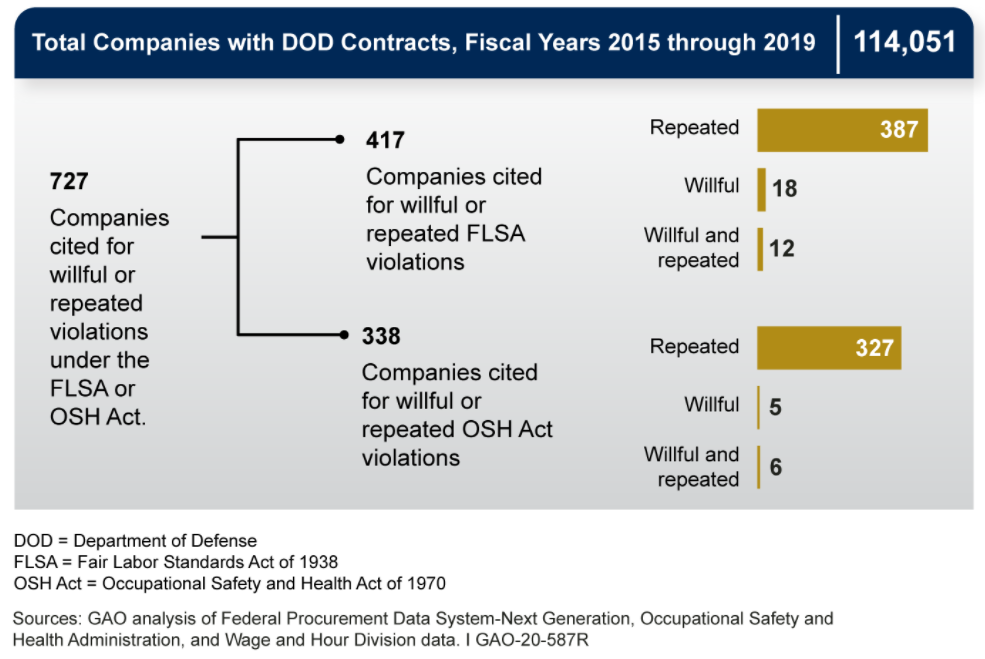 Total Companies with DOD Contracts, Fiscal Years 2015 through 2019 114,051
727
Companies
cited for
willful or
repeated
violations
under the
FLSA or
OSH Act.
417
Companies cited
for willful or
repeated FLSA
violations
Repeated 387
Willful 18
Willful and
repeated 12
338
Companies cited
for willful or
repeated OSH Act
violations
Repeated 327
Willful 5
Willful and
repeated 6
DOD = Department of Defense
FLSA = Fair Labor Standards Act of 1938
OSH Act = Occupational Safety and Health Act of 1970
Sources: GAO analysis of Federal Procurement Data System-Next Generation, Occupational Safety and
Health Administration, and Wage and Hour Division data. I GAO-20-587R